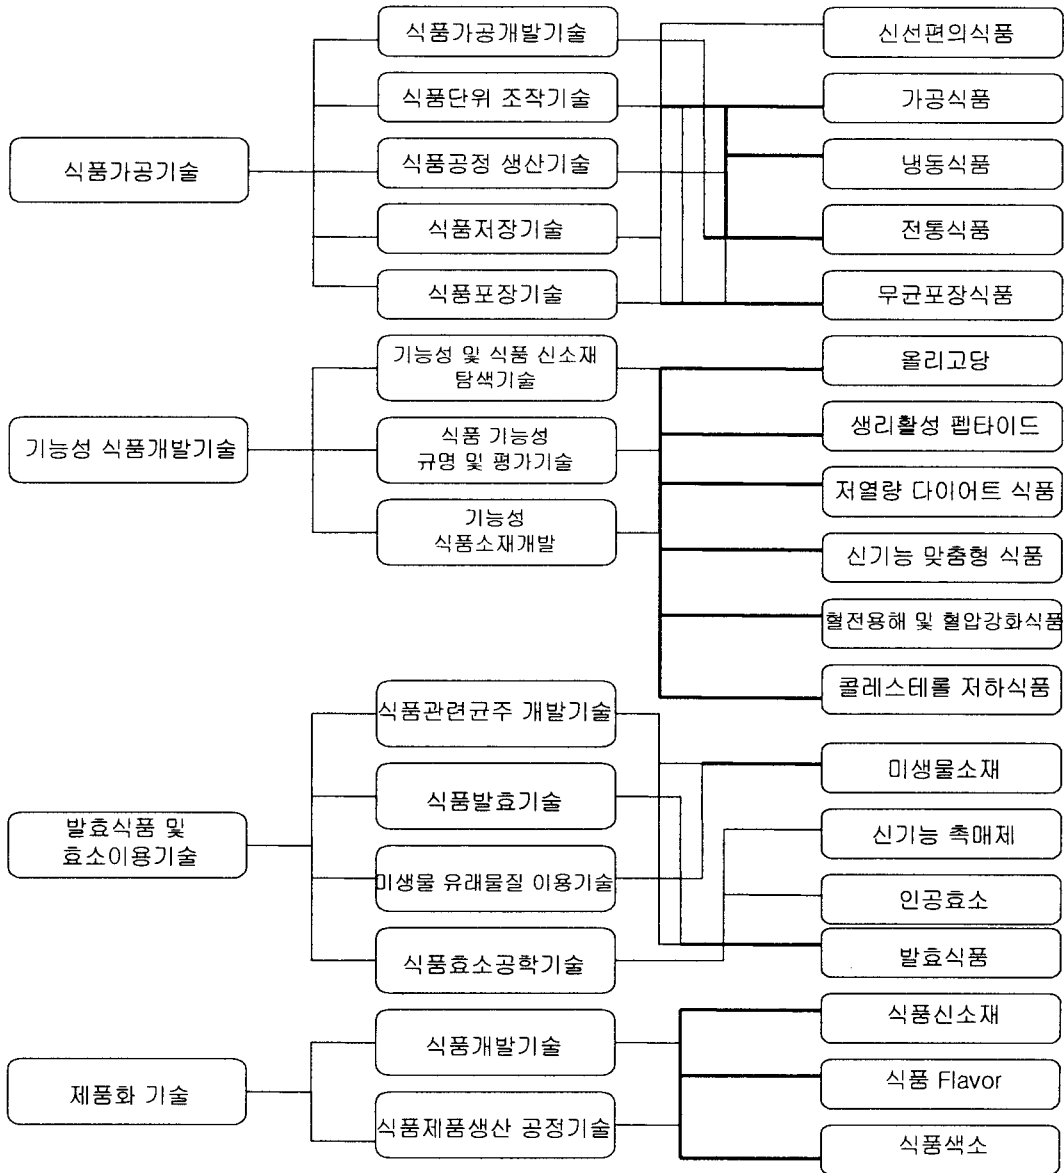 식품가공기술
식품가공개발기술
식품단위 조작기술
식품공정 생산기술
식품저장기술
식품포장기술
신선편의식품
가공식품
냉동식품
전통식품
무균포장식품
기능성 식품개발기술
기능성 및 식품 신소재
탐색기술
식품 기능성
규명 및 평가기술
기능성
식품소재개발
올리고당
생리활성 펩타이드
저열량 다이어트 식품
신기능 맞춤형 식품
혈전용해 및 혈압강화식품
콜레스테롤 저하식품
발효식품 및
효소이용기술
식품관련균주 개발기술
식품발효기술
미생물 유래물질 이용기술
식품효소공학기술
미생물소재
신기능 촉매제
인공효소
발효식품
제품화 기술
식품개발기술
식품제품생산 공정기술
식품신소재
식품 Flavor
식품색소